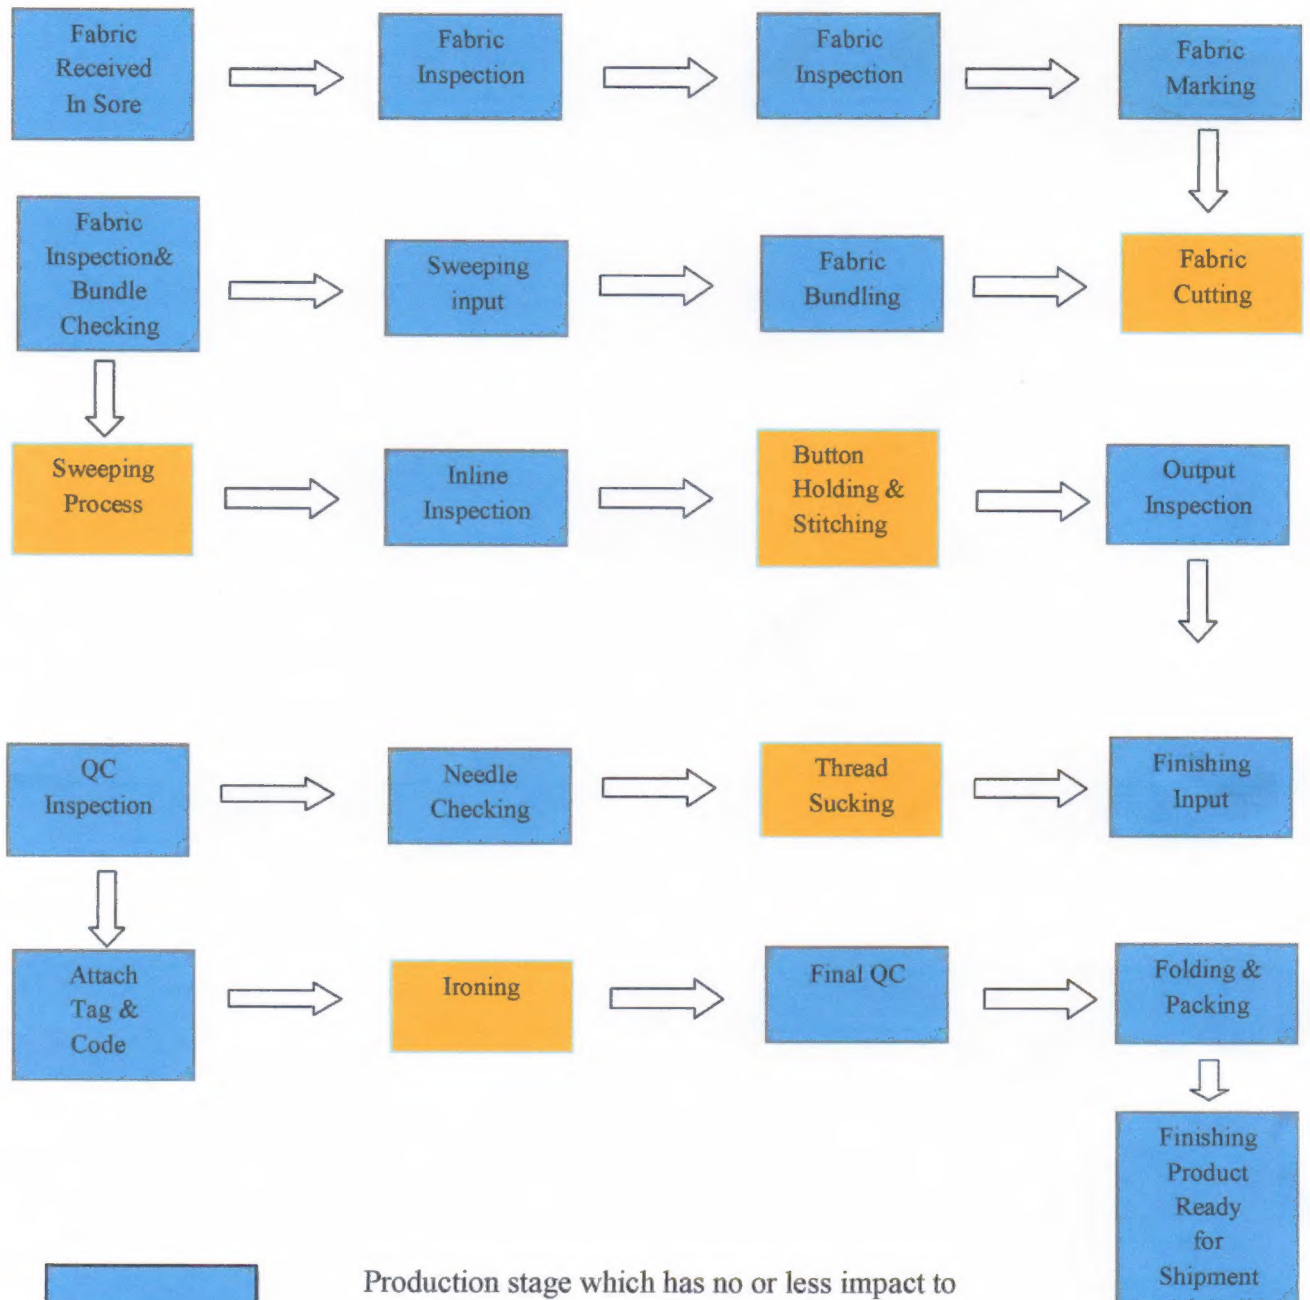 Fabric
Received
In Sore
Fabric
Inspection
Fabric
Inspection
Fabric
Marking
Fabric
Inspection&
Bundle
Checking
Sweeping
input
Fabric
Bundling
Fabric
Cutting
Sweeping
Process
Inline
Inspection
Button
Holding &
Stitching
Output
Inspection
QC
Inspection
Needle
Checking
Thread
Sucking
Finishing
Input
Attach
Tag &
Code
Ironing
Final QC
Folding &
Packing
Finishing
Product
Ready
for
Shipment
Production stage which has no or less impact to